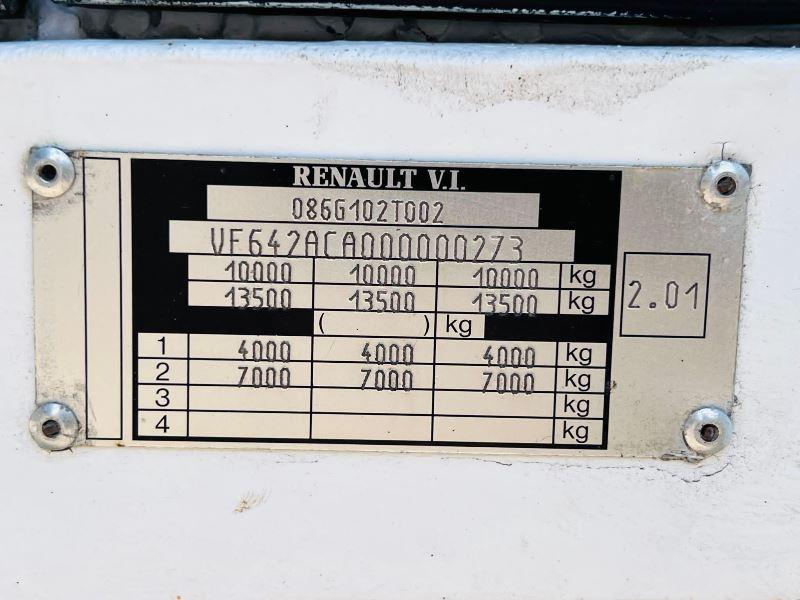 RENAULT V.I.
086G102T002
VF642ACA000000273
10000 10000 10000 kg
13500 13500 13500 kg
2.01
( ) kg
1 4000 4000 4000 kg
2 7000 7000 7000 kg
3 kg
4 kg